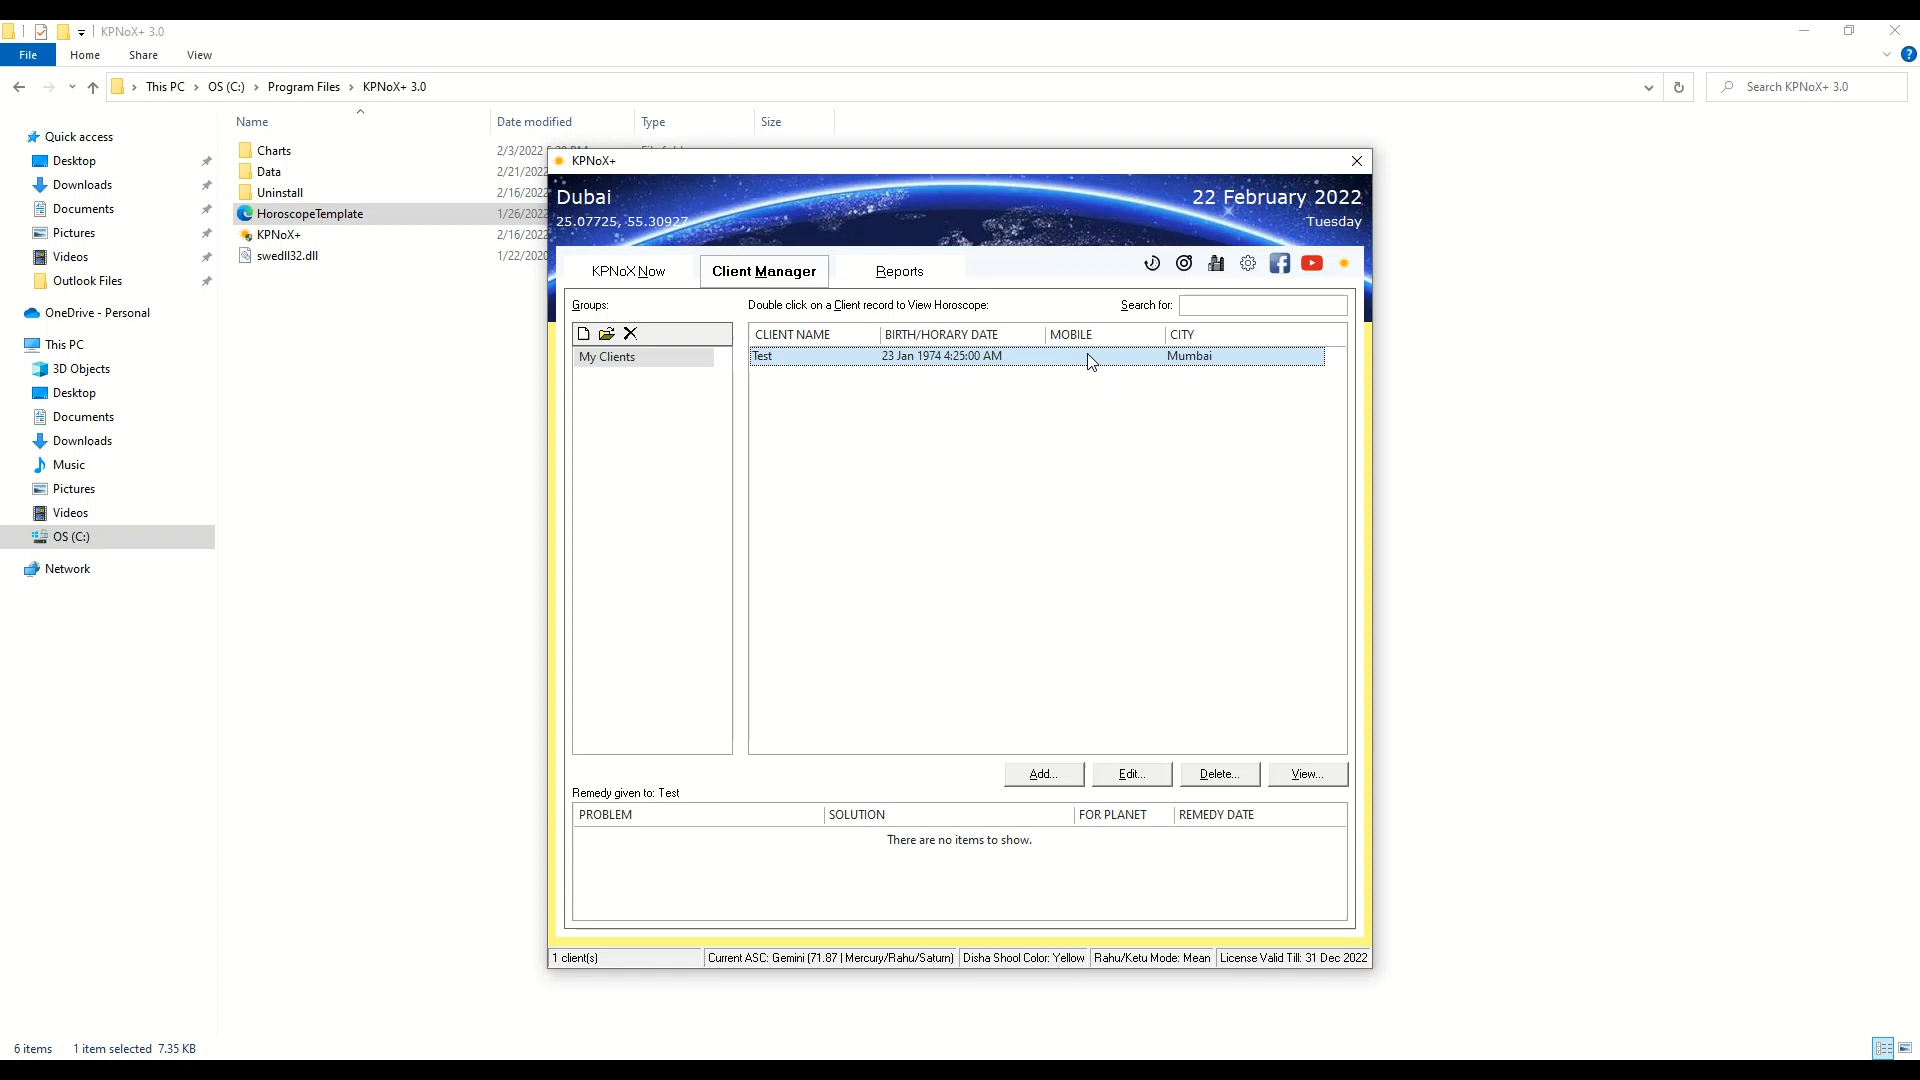 KPNoX+ 3.0
File Home Share View
This PC OS (C:) Program Files KPNoX+ 3.0
Search KPNoX+ 3.0
Name Date modified Type Size
Quick access
Desktop
Downloads
Documents
Pictures
Videos
Outlook Files
OneDrive - Personal
This PC
3D Objects
Desktop
Documents
Downloads
Music
Pictures
Videos
OS (C:)
Network
Charts 2/3/2022
Data 2/21/2022
Uninstall 2/16/2022
HoroscopeTemplate 1/26/2022
KPNoX+ 2/16/2022
swedll32.dll 1/22/2020
KPNoX+
Dubai
25.07725, 55.30927
22 February 2022
Tuesday
KPNoX Now Client Manager Reports
Groups:
Double click on a Client record to View Horoscope:
Search for:
My Clients
CLIENT NAME BIRTH/HORARY DATE MOBILE CITY
Test 23 Jan 1974 4:25:00 AM Mumbai
Add... Edit... Delete... View...
Remedy given to: Test
PROBLEM SOLUTION FOR PLANET REMEDY DATE
There are no items to show.
1 client(s) Current ASC: Gemini (71.87 | Mercury/Rahu/Saturn) Disha Shool Color: Yellow Rahu/Ketu Mode: Mean License Valid Till: 31 Dec 2022
6 items 1 item selected 7.35 KB